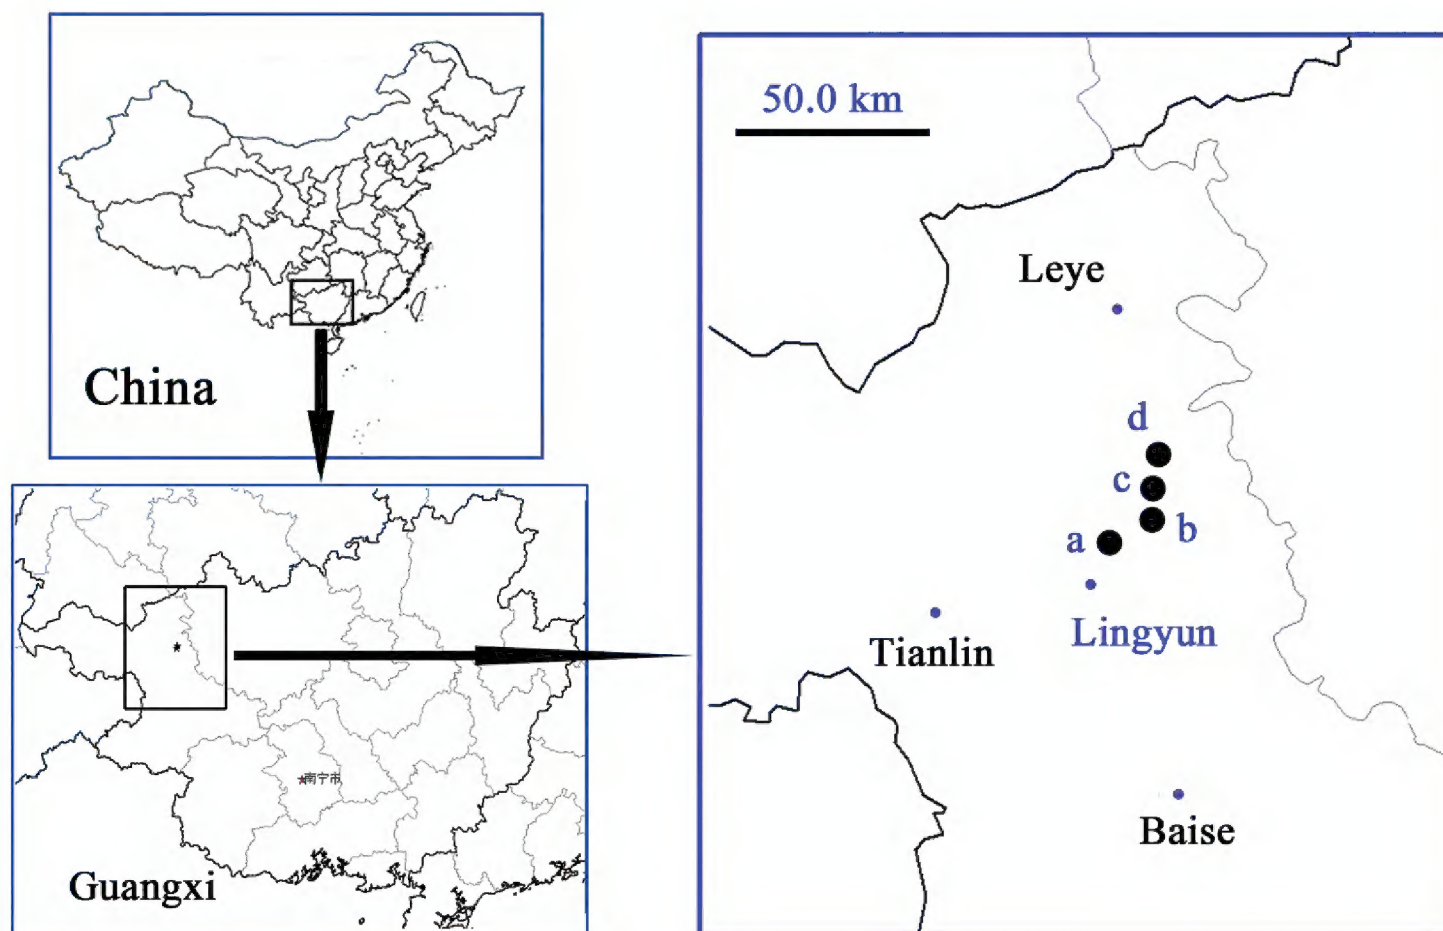 China
南宁市
Guangxi
50.0 km
Leye
d
c
b
a
Lingyun
Tianlin
Baise